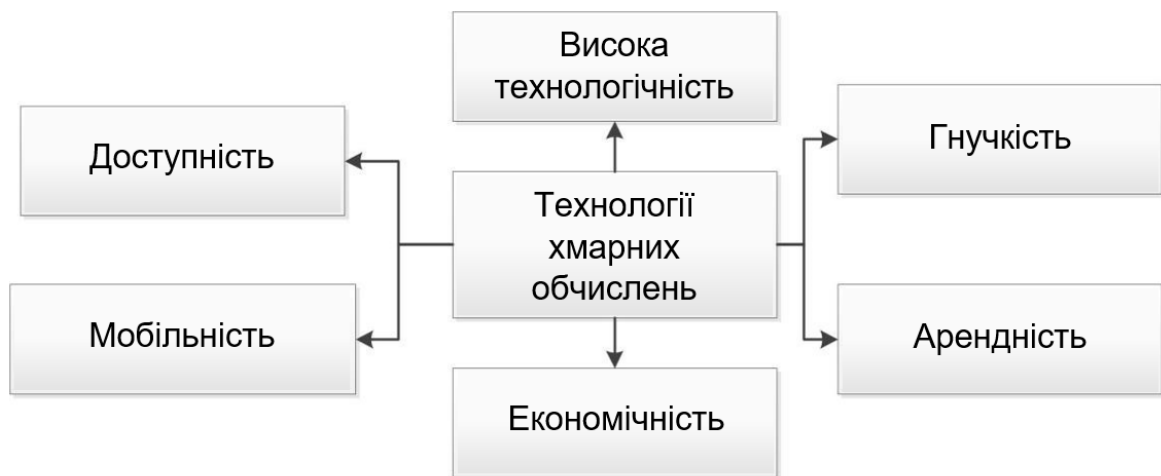 Висока
технологічність
Доступність
Гнучкість
Технології
хмарних
обчислень
Мобільність
Арендність
Економічність